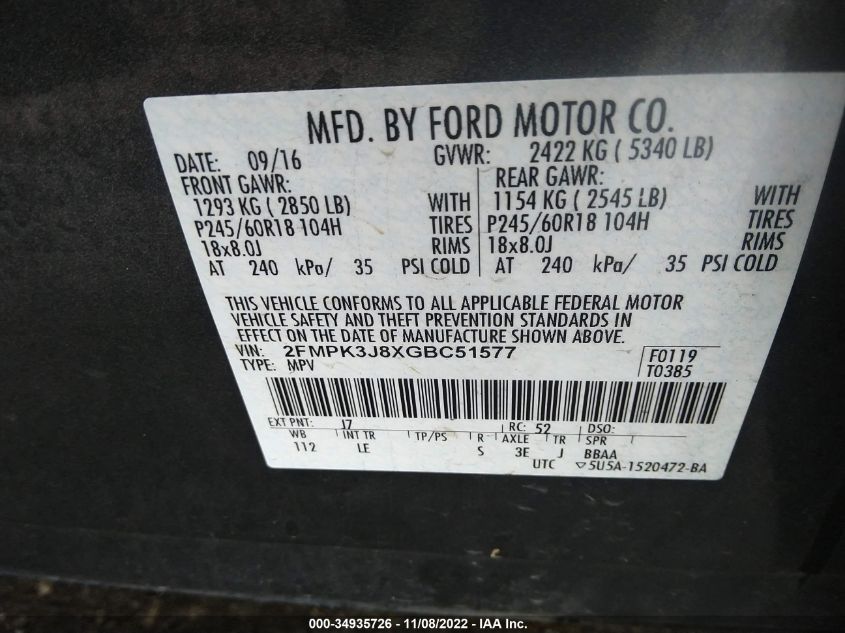 MFD. BY FORD MOTOR CO.
DATE: 09/16 GVWR: 2422 KG ( 5340 LB)
FRONT GAWR: REAR GAWR:
1293 KG ( 2850 LB) WITH 1154 KG ( 2545 LB) WITH
P245/60R18 104H TIRES P245/60R18 104H TIRES
18x8.0J RIMS 18x8.0J RIMS
AT 240 kPa/ 35 PSI COLD AT 240 kPa/ 35 PSI COLD
THIS VEHICLE CONFORMS TO ALL APPLICABLE FEDERAL MOTOR
VEHICLE SAFETY AND THEFT PREVENTION STANDARDS IN
EFFECT ON THE DATE OF MANUFACTURE SHOWN ABOVE.
VIN: 2FMPK3J8XGBC51577 F0119
TYPE: MPV T0385
EXT PNT: J7 RC: 52 DSO:
WB INT TR TP/PS R AXLE TR SPR
112 LE S 3E J BBAA
UTC ▽5U5A-1520472-BA
000-34935726 - 11/08/2022 - IAA Inc.